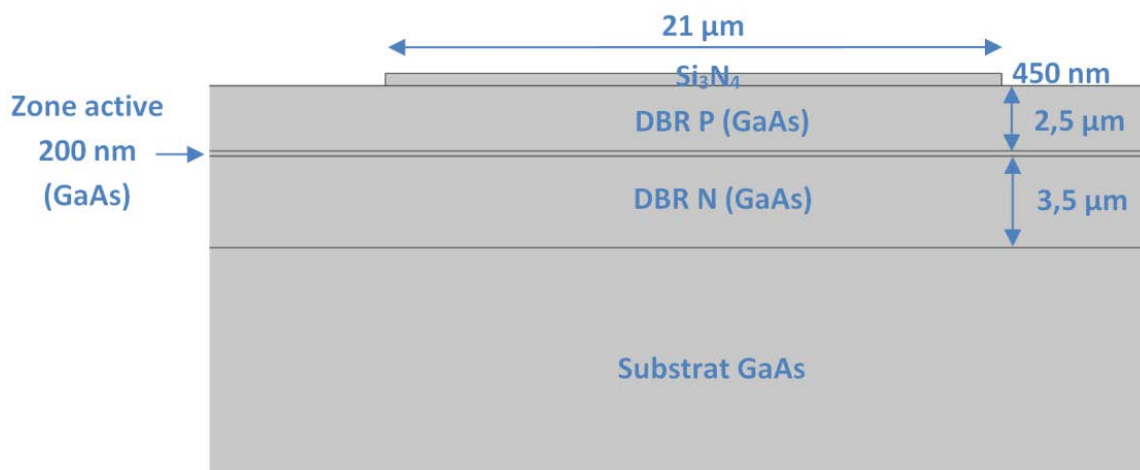 21 µm
Si₃N₄
450 nm
Zone active
200 nm
(GaAs)
DBR P (GaAs)
2,5 µm
DBR N (GaAs)
3,5 µm
Substrat GaAs